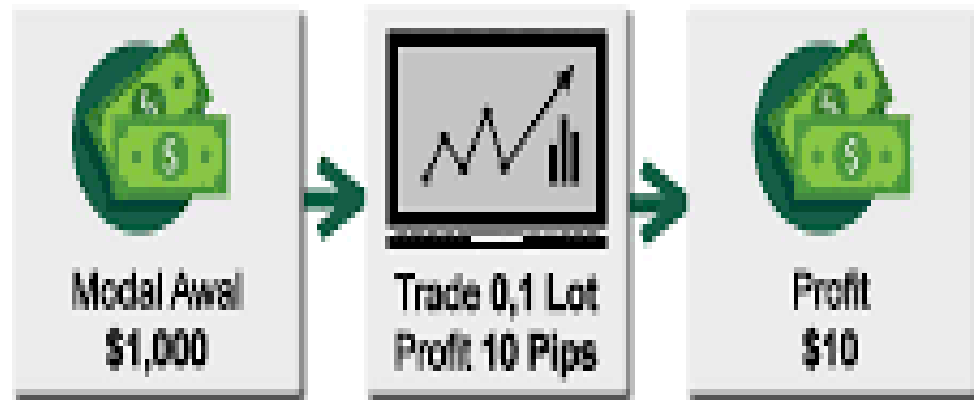 Modal Awal
$1,000
Trade 0,1 Lot
Profit 10 Pips
Profit
$10